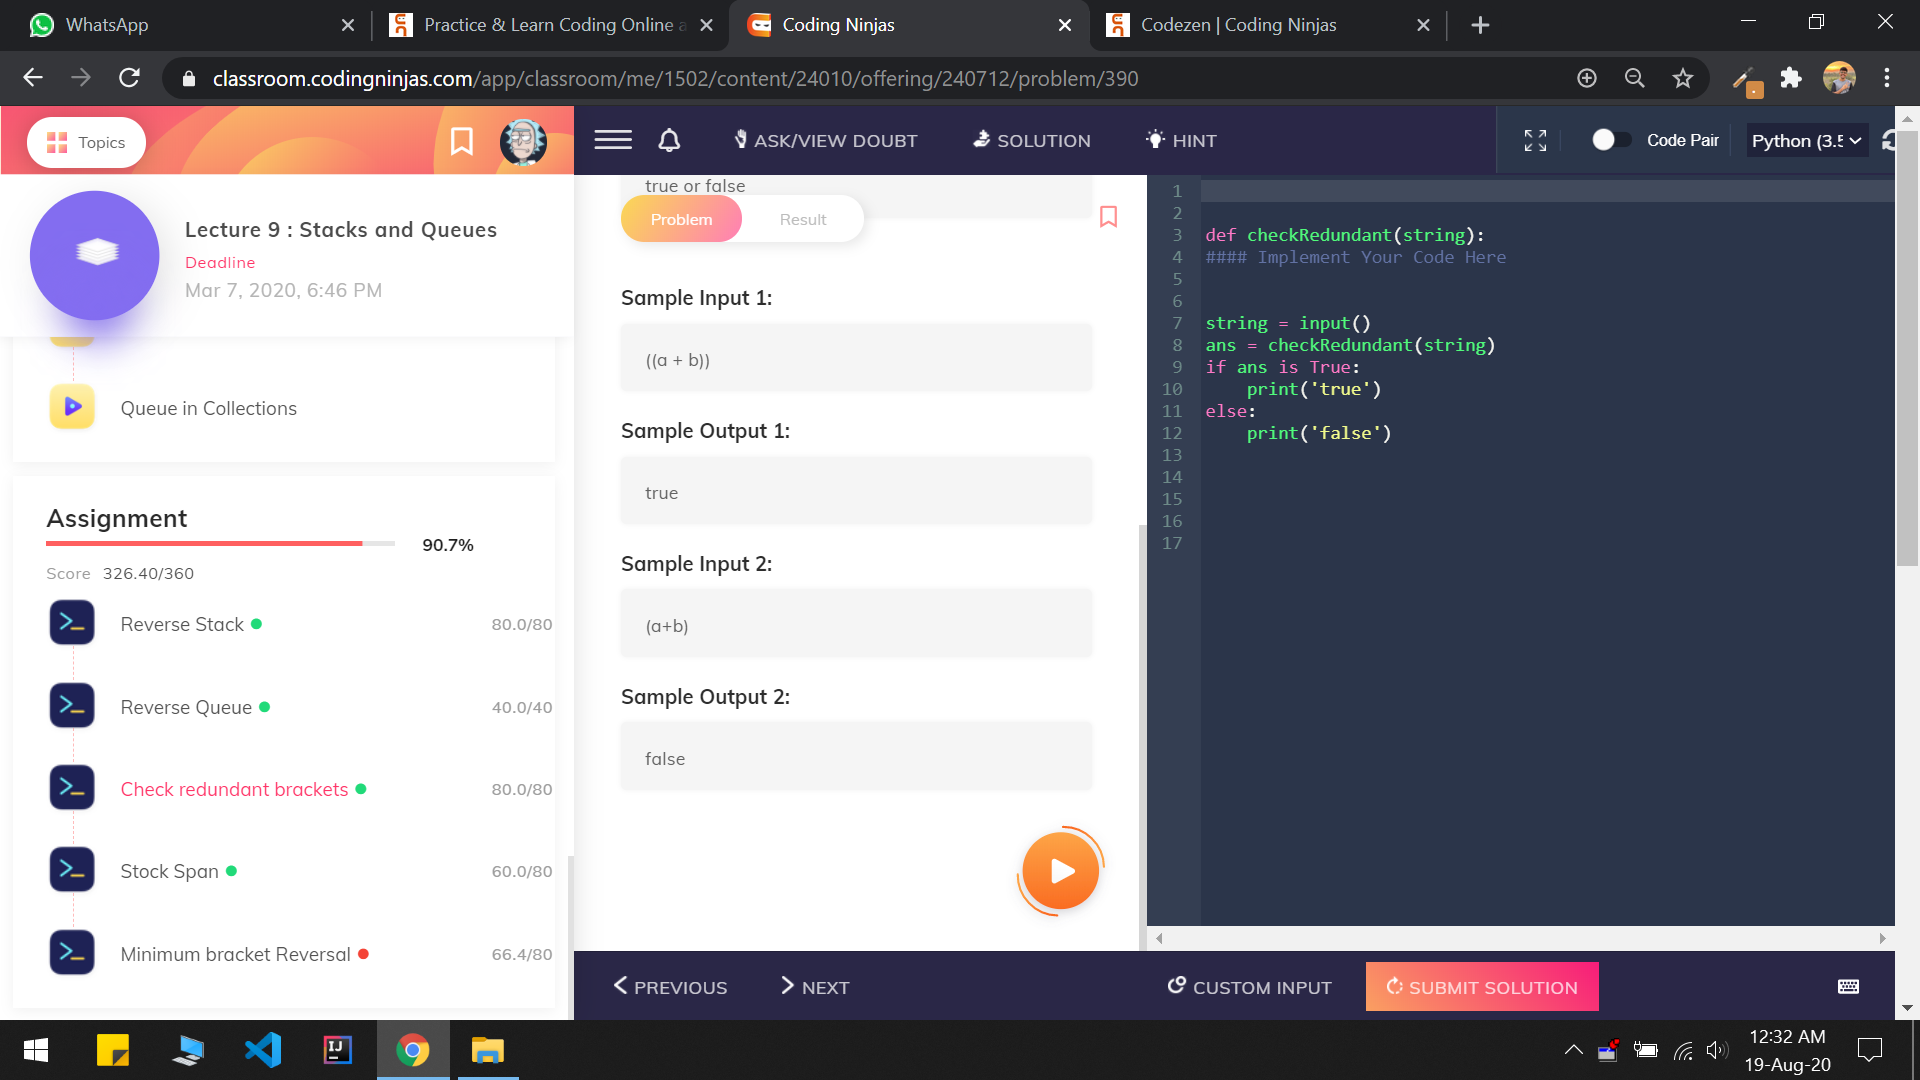 WhatsApp
Practice & Learn Coding Online a
Coding Ninjas
Codezen | Coding Ninjas
classroom.codingninjas.com/app/classroom/me/1502/content/24010/offering/240712/problem/390
Topics
Lecture 9 : Stacks and Queues
Deadline
Mar 7, 2020, 6:46 PM
Queue in Collections
Assignment
90.7%
Score 326.40/360
Reverse Stack 80.0/80
Reverse Queue 40.0/40
Check redundant brackets 80.0/80
Stock Span 60.0/80
Minimum bracket Reversal 66.4/80
ASK/VIEW DOUBT
SOLUTION
HINT
Code Pair
Python (3.5
true or false
Problem
Result
Sample Input 1:
((a + b))
Sample Output 1:
true
Sample Input 2:
(a+b)
Sample Output 2:
false
1
2
3 def checkRedundant(string):
4 #### Implement Your Code Here
5
6
7 string = input()
8 ans = checkRedundant(string)
9 if ans is True:
10     print('true')
11 else:
12     print('false')
13
14
15
16
17
PREVIOUS
NEXT
CUSTOM INPUT
SUBMIT SOLUTION
IJ
12:32 AM
19-Aug-20